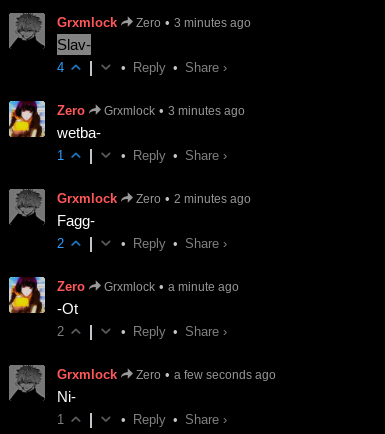 Grxmlock Zero • 3 minutes ago
Slav-
4 | • Reply • Share ›
Zero Grxmlock • 3 minutes ago
wetba-
1 | • Reply • Share ›
Grxmlock Zero • 2 minutes ago
Fagg-
2 | • Reply • Share ›
Zero Grxmlock • a minute ago
-Ot
2 | • Reply • Share ›
Grxmlock Zero • a few seconds ago
Ni-
1 | • Reply • Share ›